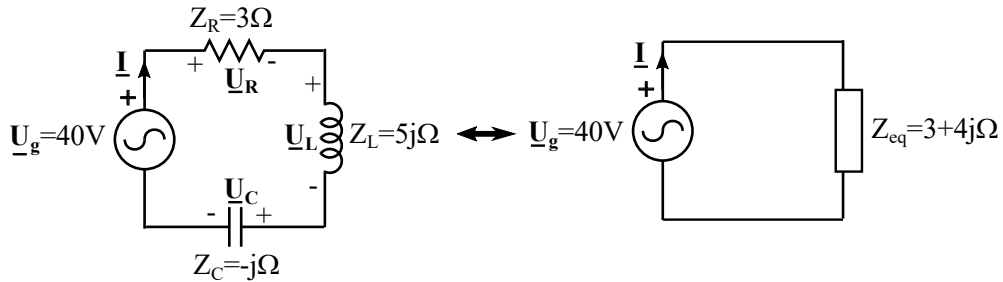 Z_R=3Ω
I
+
+
-
U_R
+
U_g=40V
U_L
Z_L=5jΩ
-
U_C
-
+
Z_C=-jΩ
I
+
U_g=40V
Z_eq=3+4jΩ